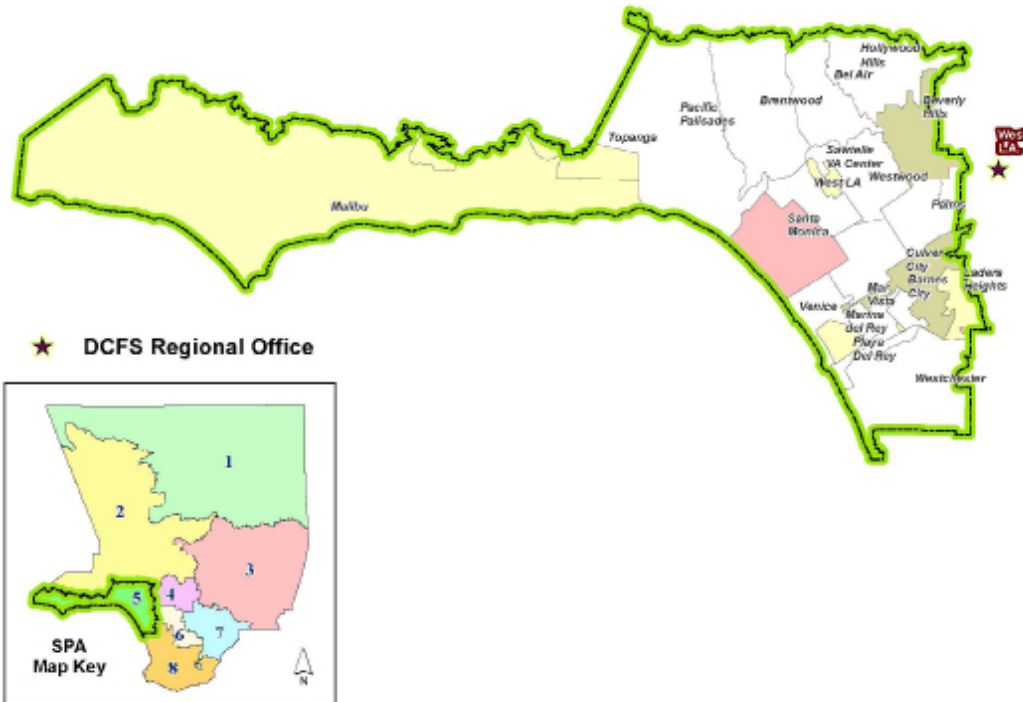 Hollywood
Hills
Bel Air
Beverly
Hills
Brentwood
Pacific
Palisades
Topanga
West
LA
Sawtelle
VA Center
Westwood
West LA
Palms
Malibu
Santa
Monica
Culver
City
Barnes
City
Ladera
Heights
Mar
Vista
Venice
Marina
del Rey
Playa
Del Rey
Westchester
DCFS Regional Office
1
2
3
4
5
6
7
8
SPA
Map Key
N